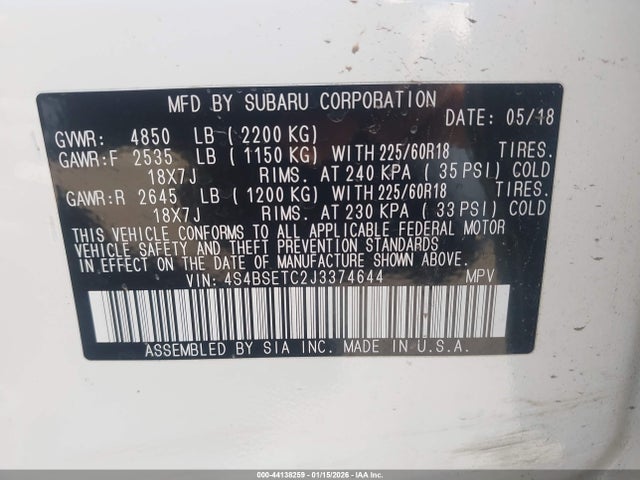 MFD BY SUBARU CORPORATION
DATE: 05/18
GVWR: 4850 LB (2200 KG)
GAWR:F 2535 LB (1150 KG) WITH 225/60R18 TIRES.
18X7J RIMS. AT 240 KPA (35 PSI) COLD
GAWR:R 2645 LB (1200 KG) WITH 225/60R18 TIRES.
18X7J RIMS. AT 230 KPA (33 PSI) COLD
THIS VEHICLE CONFORMS TO ALL APPLICABLE FEDERAL MOTOR
VEHICLE SAFETY AND THEFT PREVENTION STANDARDS
IN EFFECT ON THE DATE OF MANUFACTURE SHOWN ABOVE.
VIN: 4S4BSETC2J3374644 MPV
ASSEMBLED BY SIA INC. MADE IN U.S.A.
000-44138259 - 01/15/2026 - COPYRIGHT IAA, LLC.